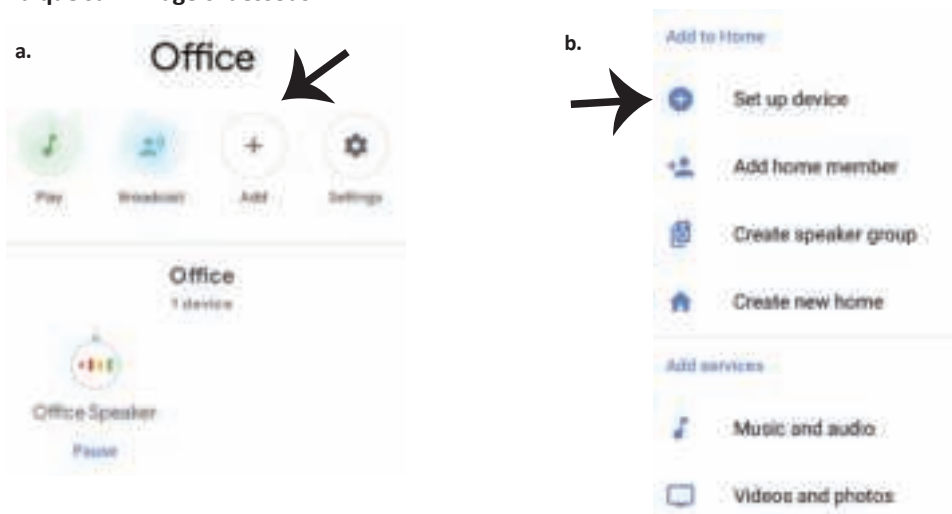 a.
Office
Play Broadcast Add Settings
Office
1 device
Office Speaker
Pause
b.
Add to Home
Set up device
Add home member
Create speaker group
Create new home
Add services
Music and audio
Videos and photos